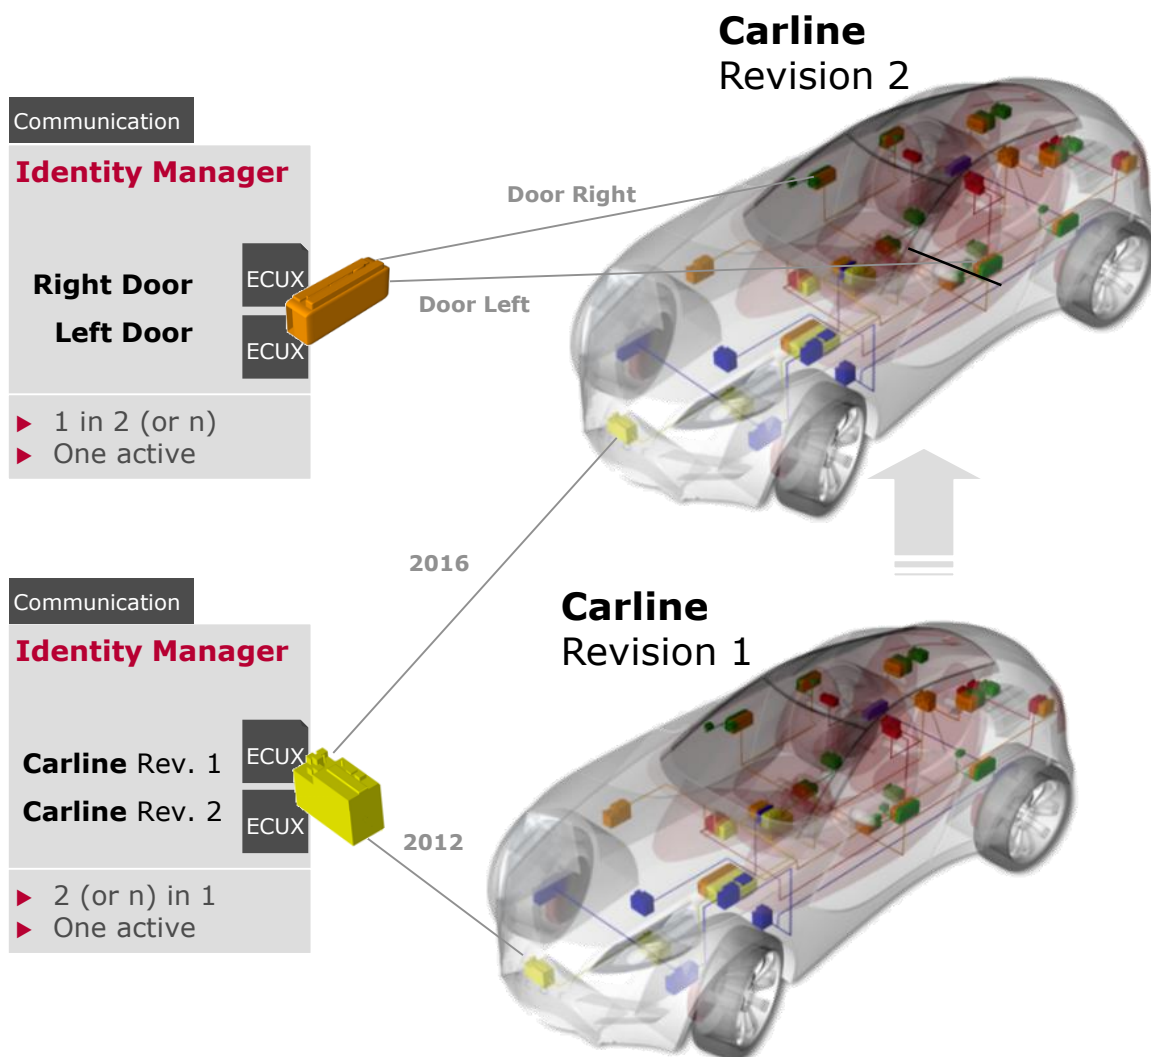 Carline
Revision 2
Communication
Identity Manager
Right Door
Left Door
ECUX
ECUX
Door Right
Door Left
▶ 1 in 2 (or n)
▶ One active
2016
Communication
Identity Manager
Carline Rev. 1
Carline Rev. 2
ECUX
ECUX
▶ 2 (or n) in 1
▶ One active
2012
Carline
Revision 1